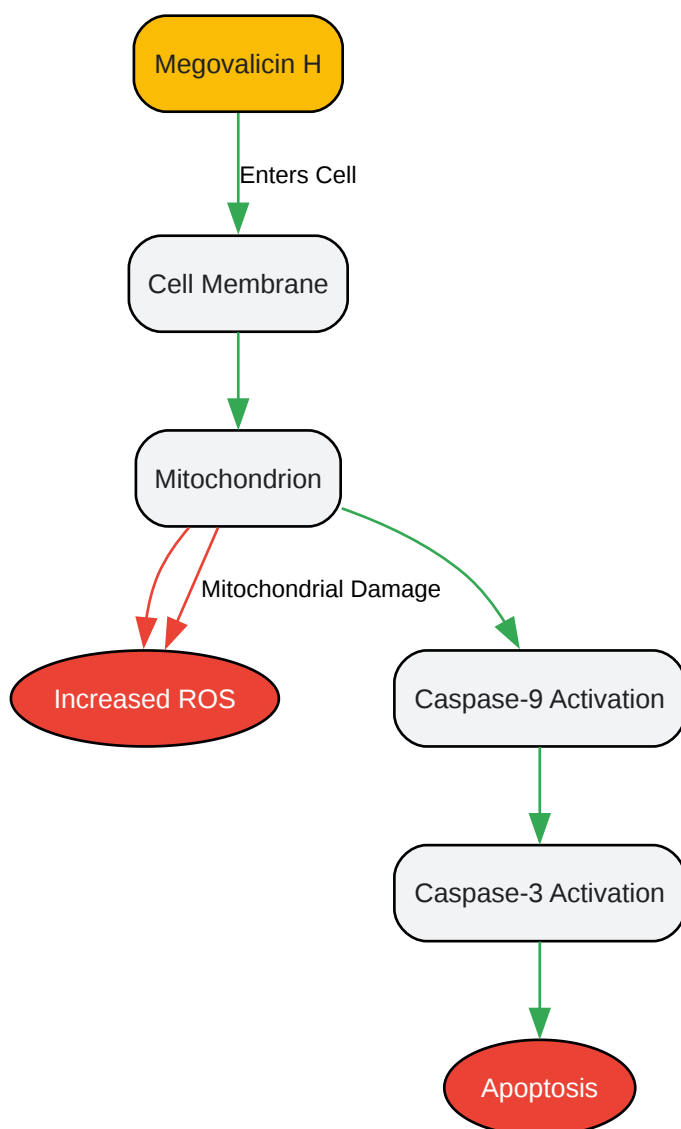 Megovalicin H
Enters Cell
Cell Membrane
Mitochondrion
Mitochondrial Damage
Increased ROS
Caspase-9 Activation
Caspase-3 Activation
Apoptosis